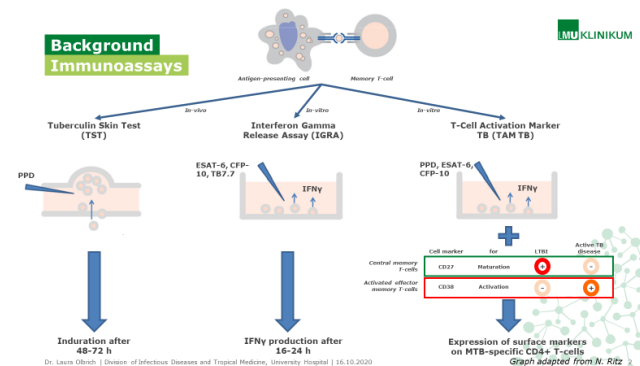 Background
Immunoassays
LMU KLINIKUM
Antigen-presenting cell
Memory T-cell
In-vivo
In-vitro
In-vitro
Tuberculin Skin Test
(TST)
Interferon Gamma
Release Assay (IGRA)
T-Cell Activation Marker
TB (TAM TB)
PPD
ESAT-6, CFP-
10, TB7.7
IFNγ
PPD, ESAT-6,
CFP-10
IFNγ
Cell marker for LTBI Active TB
disease
Central memory
T-cells
CD27 Maturation + -
Activated effector
memory T-cells
CD38 Activation - +
Induration after
48-72 h
IFNγ production after
16-24 h
Expression of surface markers
on MTB-specific CD4+ T-cells
Dr. Laura Olbrich | Division of Infectious Diseases and Tropical Medicine, University Hospital | 16.10.2020
Graph adapted from N. Ritz 2